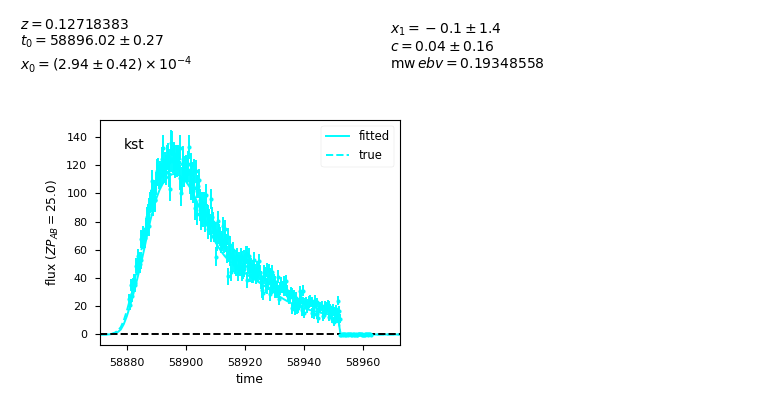 z = 0.12718383
t₀ = 58896.02 ± 0.27
x₀ = (2.94 ± 0.42) × 10⁻⁴
x₁ = − 0.1 ± 1.4
c = 0.04 ± 0.16
mw ebv = 0.19348558
kst
fitted
true
140
120
100
80
60
40
20
0
flux (ZP_AB = 25.0)
58880 58900 58920 58940 58960
time